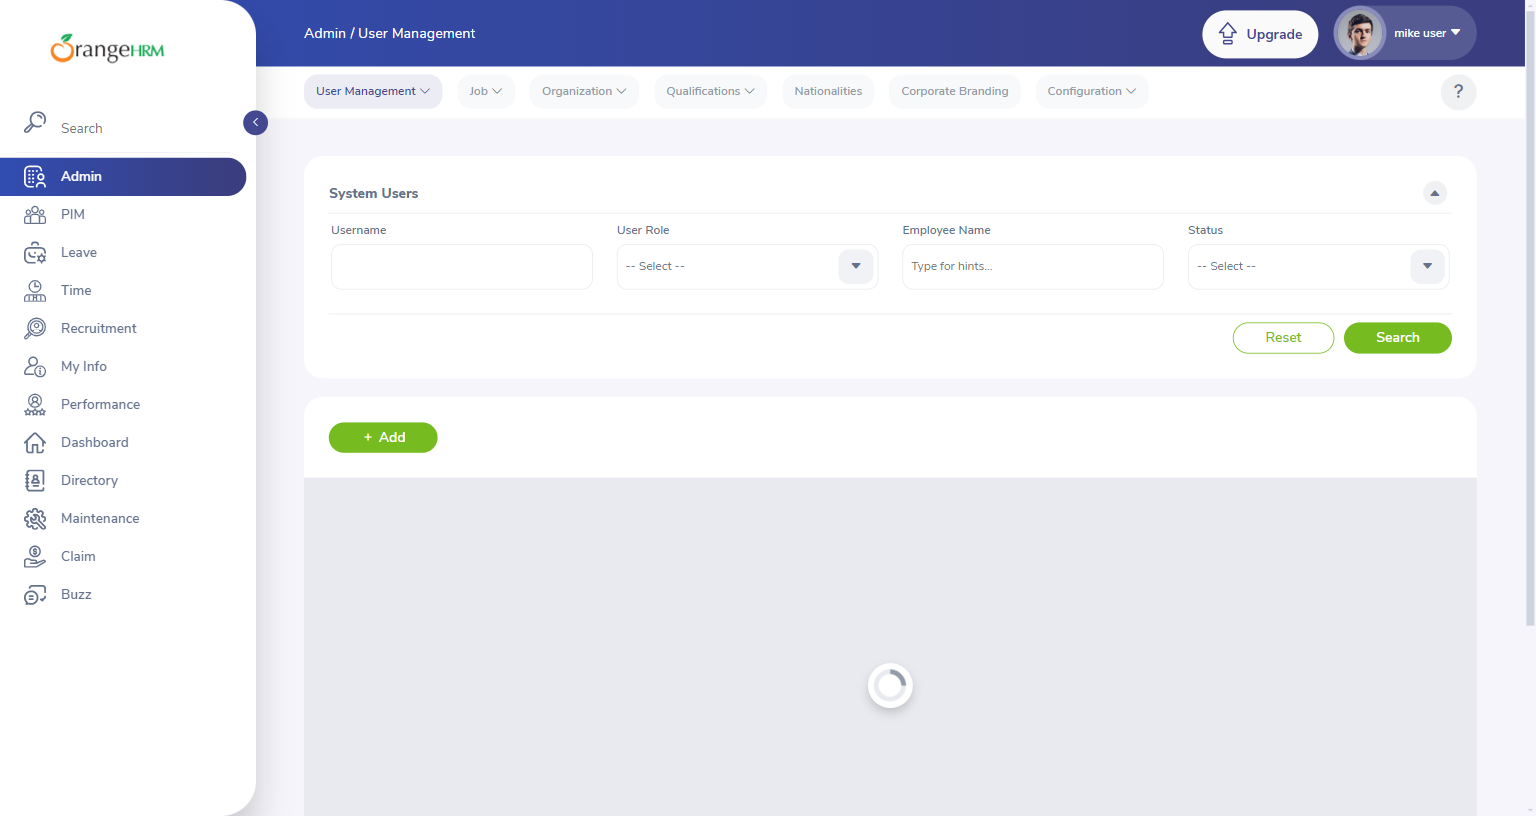 OrangeHRM
Search
Admin
PIM
Leave
Time
Recruitment
My Info
Performance
Dashboard
Directory
Maintenance
Claim
Buzz
Admin / User Management
Upgrade
mike user
User Management
Job
Organization
Qualifications
Nationalities
Corporate Branding
Configuration
?
System Users
Username
User Role
Employee Name
Status
-- Select --
Type for hints...
-- Select --
Reset
Search
+ Add